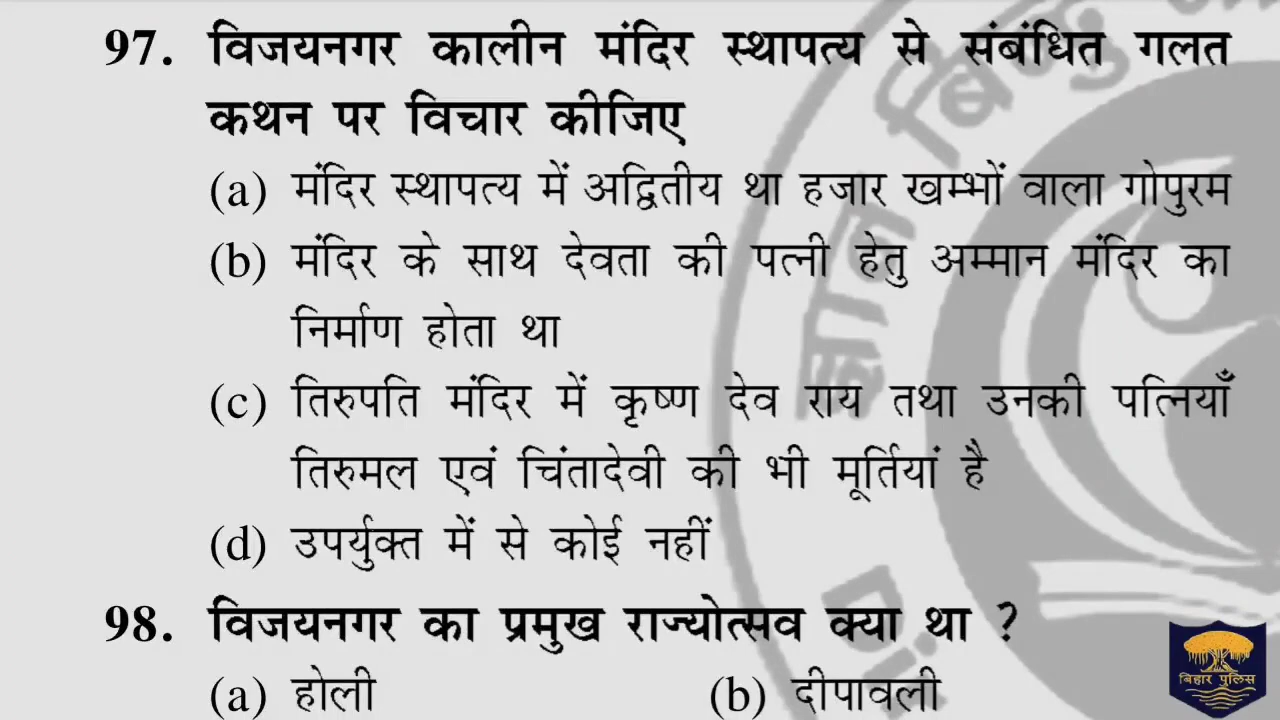 97. विजयनगर कालीन मंदिर स्थापत्य से संबंधित गलत
कथन पर विचार कीजिए
(a) मंदिर स्थापत्य में अद्वितीय था हजार खम्भों वाला गोपुरम
(b) मंदिर के साथ देवता की पत्नी हेतु अम्मान मंदिर का
निर्माण होता था
(c) तिरुपति मंदिर में कृष्ण देव राय तथा उनकी पत्नियाँ
तिरुमल एवं चिंतादेवी की भी मूर्तियां है
(d) उपर्युक्त में से कोई नहीं
98. विजयनगर का प्रमुख राज्योत्सव क्या था ?
(a) होली (b) दीपावली
ज्ञान बिन्दु
बिहार पुलिस